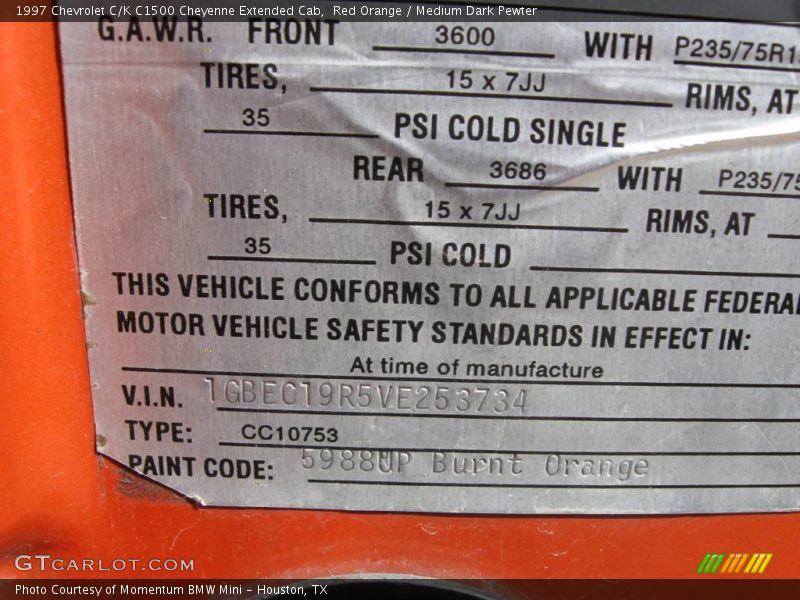 1997 Chevrolet C/K C1500 Cheyenne Extended Cab, Red Orange / Medium Dark Pewter
G.A.W.R. FRONT 3600 WITH P235/75R1
TIRES, 15 x 7JJ RIMS, AT
35 PSI COLD SINGLE
REAR 3686 WITH P235/75
TIRES, 15 x 7JJ RIMS, AT
35 PSI COLD
THIS VEHICLE CONFORMS TO ALL APPLICABLE FEDERAL
MOTOR VEHICLE SAFETY STANDARDS IN EFFECT IN:
At time of manufacture
V.I.N. 1GBEC19R5VE253734
TYPE: CC10753
PAINT CODE: 5988UP Burnt Orange
GTCARLOT.COM
Photo Courtesy of Momentum BMW Mini - Houston, TX